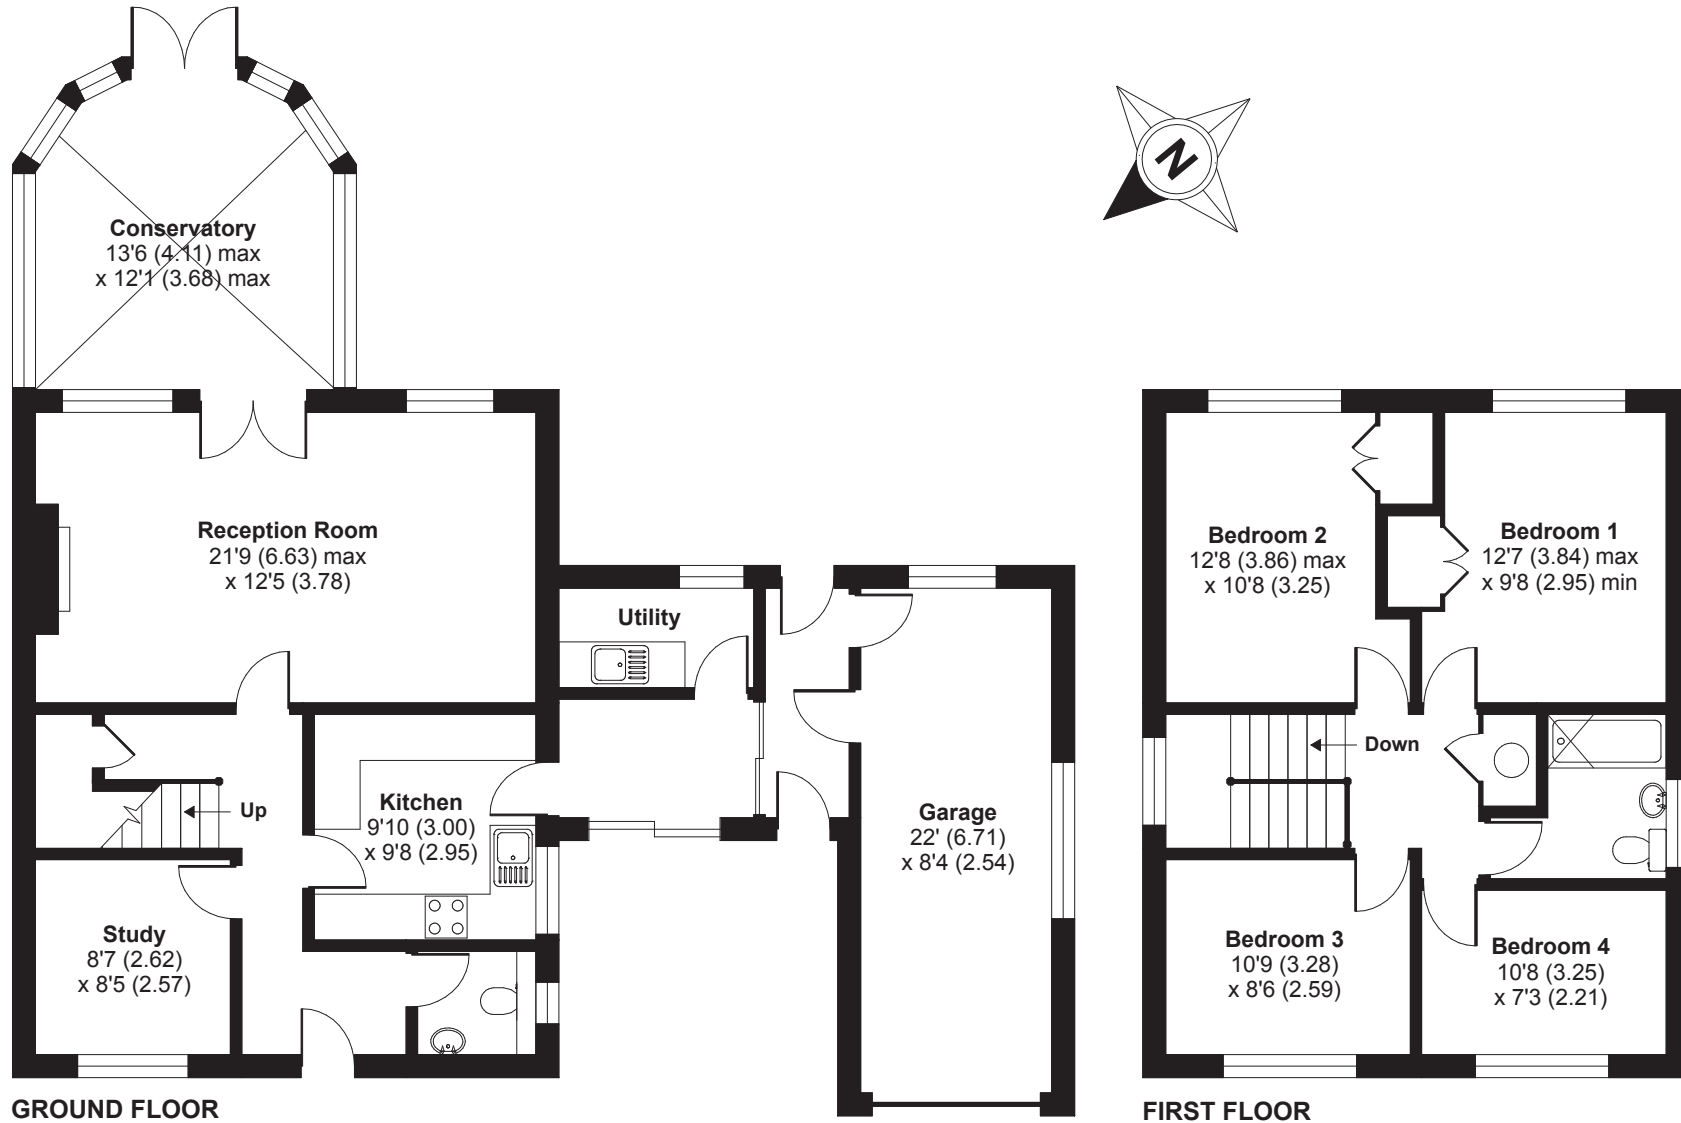 N
Conservatory
13'6 (4.11) max
x 12'1 (3.68) max
Reception Room
21'9 (6.63) max
x 12'5 (3.78)
Utility
Up
Kitchen
9'10 (3.00)
x 9'8 (2.95)
Garage
22' (6.71)
x 8'4 (2.54)
Study
8'7 (2.62)
x 8'5 (2.57)
GROUND FLOOR
Bedroom 2
12'8 (3.86) max
x 10'8 (3.25)
Bedroom 1
12'7 (3.84) max
x 9'8 (2.95) min
Down
Bedroom 3
10'9 (3.28)
x 8'6 (2.59)
Bedroom 4
10'8 (3.25)
x 7'3 (2.21)
FIRST FLOOR